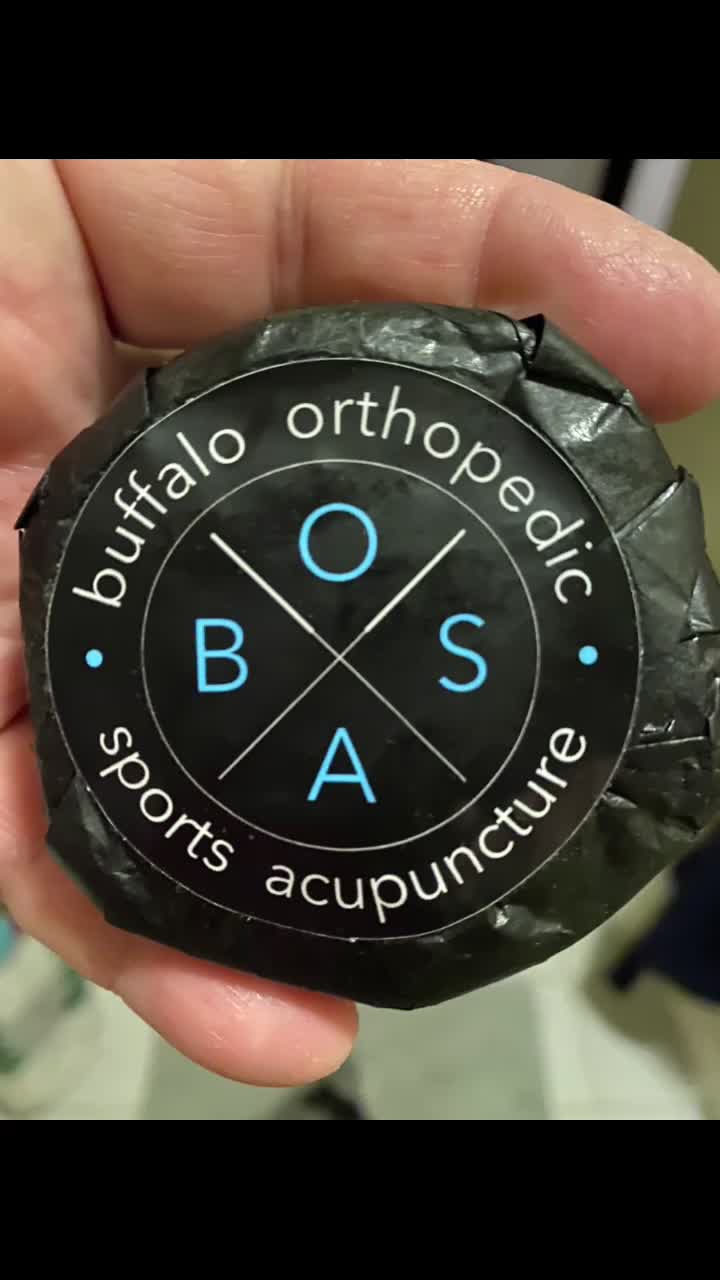 buffalo orthopedic
O
B S
A
sports acupuncture